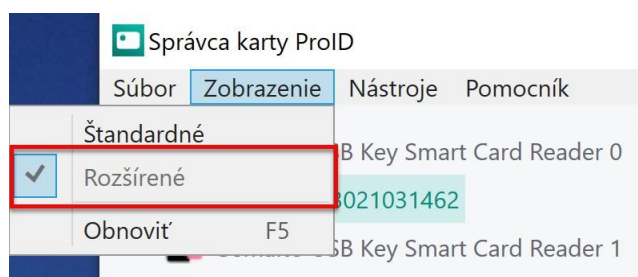 Správca karty ProID
Súbor Zobrazenie Nástroje Pomocník
Štandardné
Key Smart Card Reader 0
Rozšírené
3021031462
Obnoviť F5
Key Smart Card Reader 1